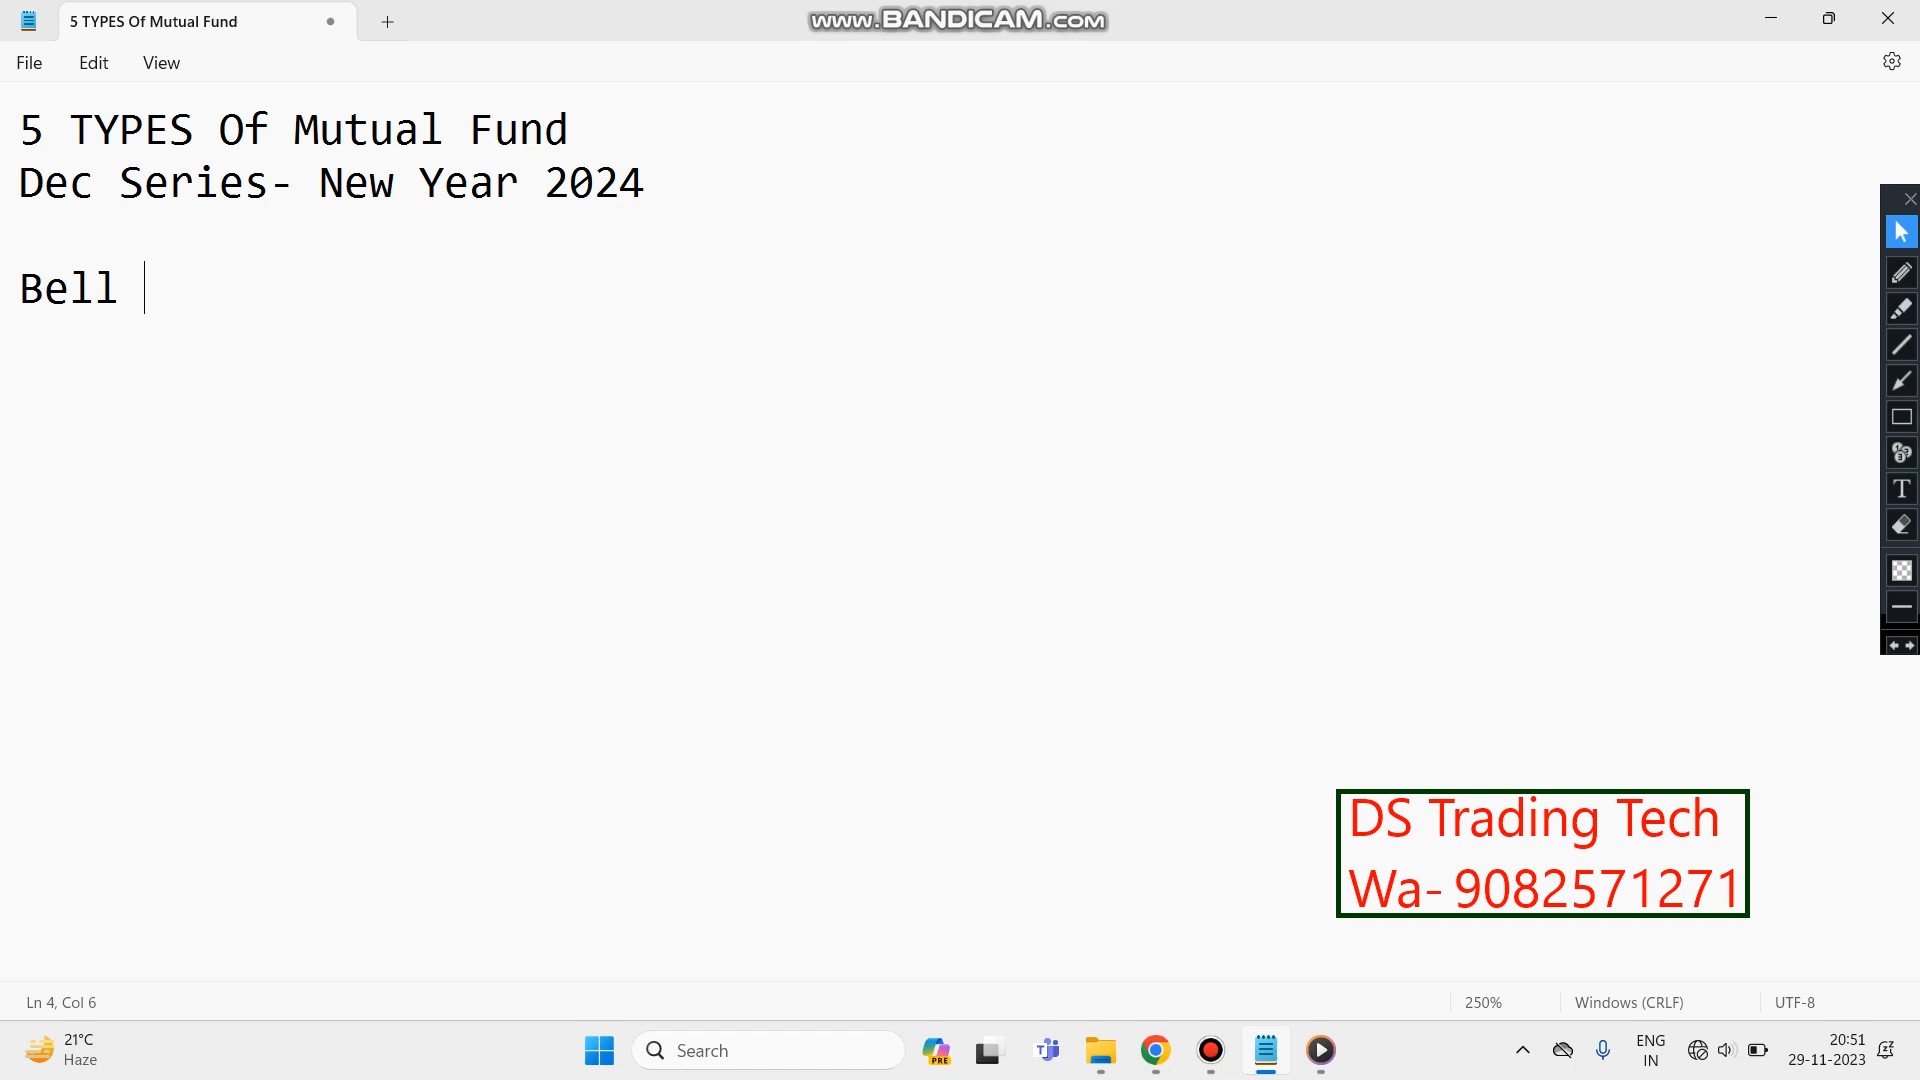 5 TYPES Of Mutual Fund
www.BANDICAM.com
File Edit View
5 TYPES Of Mutual Fund
Dec Series- New Year 2024
Bell
T
DS Trading Tech
Wa- 9082571271
Ln 4, Col 6
250%
Windows (CRLF)
UTF-8
21°C
Haze
Search
PRE
ENG
IN
20:51
29-11-2023